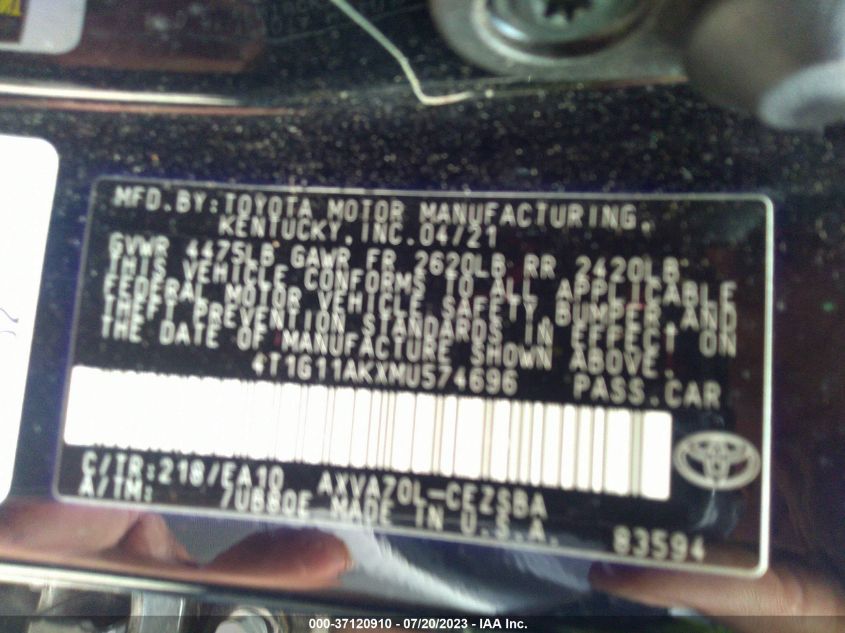 MFD.BY:TOYOTA MOTOR MANUFACTURING,
KENTUCKY,INC.04/21
GVWR 4475LB GAWR FR 2620LB RR 2420LB
THIS VEHICLE CONFORMS TO ALL APPLICABLE
FEDERAL MOTOR VEHICLE SAFETY BUMPER AND
THEFT PREVENTION STANDARDS IN EFFECT ON
THE DATE OF MANUFACTURE SHOWN ABOVE.
4T1G11AKXMU574696 PASS.CAR
C/TR:218/EA10 AXVA70L-CEZSBA
A/TM: UB80E MADE IN U.S.A.
83594
000-37120910 - 07/20/2023 - IAA Inc.